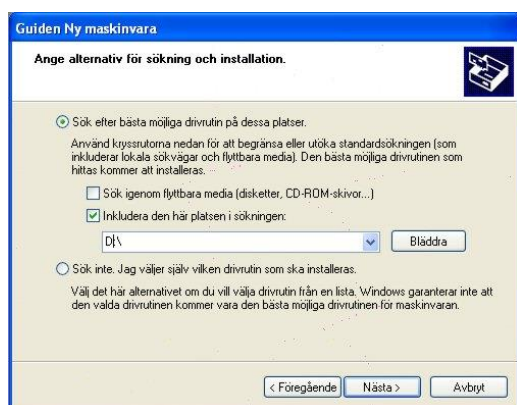 Guiden Ny maskinvara
Ange alternativ för sökning och installation.
Sök efter bästa möjliga drivrutin på dessa platser.
Använd kryssrutorna nedan för att begränsa eller utöka standardsökningen (som
inkluderar lokala sökvägar och flyttbara media). Den bästa möjliga drivrutinen som
hittas kommer att installeras.
Sök igenom flyttbara media (disketter, CD-ROM-skivor...)
Inkludera den här platsen i sökningen:
D:\
Bläddra
Sök inte. Jag väljer själv vilken drivrutin som ska installeras.
Välj det här alternativet om du vill välja drivrutin från en lista. Windows garanterar inte att
den valda drivrutinen kommer vara den bästa möjliga drivrutinen för maskinvaran.
< Föregående Nästa > Avbryt